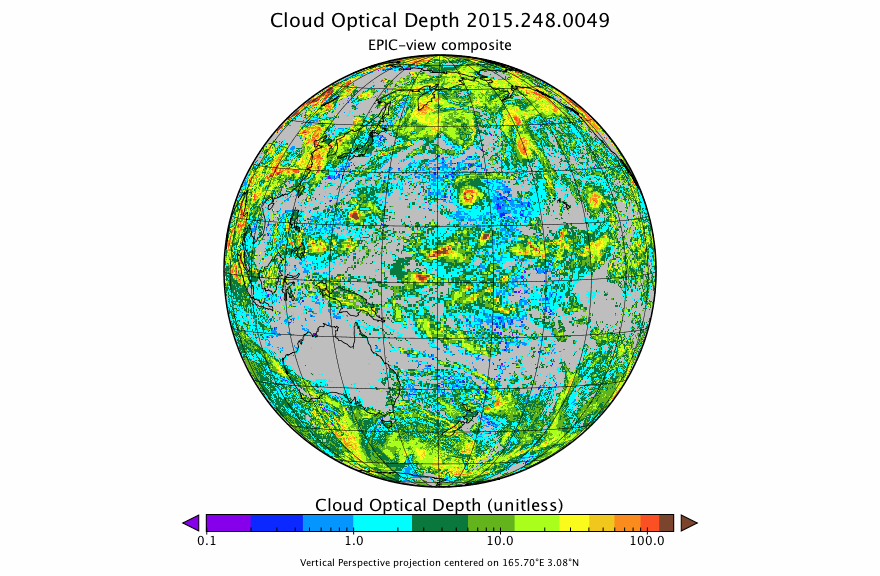 Cloud Optical Depth 2015.248.0049
EPIC-view composite
Cloud Optical Depth (unitless)
0.1 1.0 10.0 100.0
Vertical Perspective projection centered on 165.70°E 3.08°N